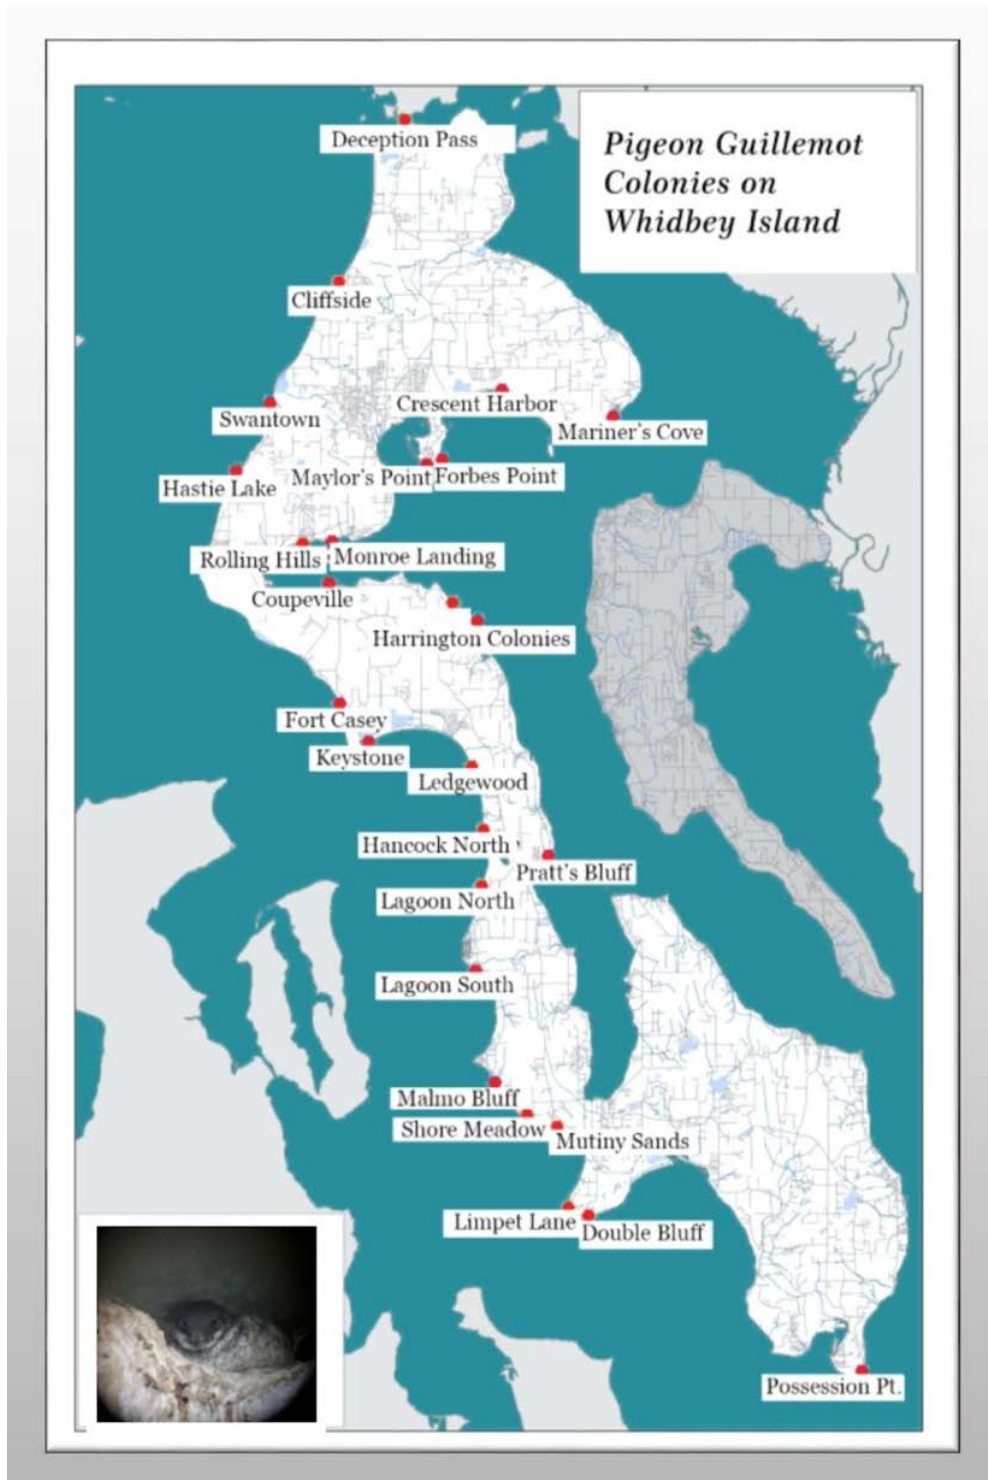 Pigeon Guillemot
Colonies on
Whidbey Island
Deception Pass
Cliffside
Crescent Harbor
Swantown
Mariner's Cove
Maylor's Point
Forbes Point
Hastie Lake
Rolling Hills
Monroe Landing
Coupeville
Harrington Colonies
Fort Casey
Keystone
Ledgewood
Hancock North
Pratt's Bluff
Lagoon North
Lagoon South
Malmo Bluff
Shore Meadow
Mutiny Sands
Limpet Lane
Double Bluff
Possession Pt.